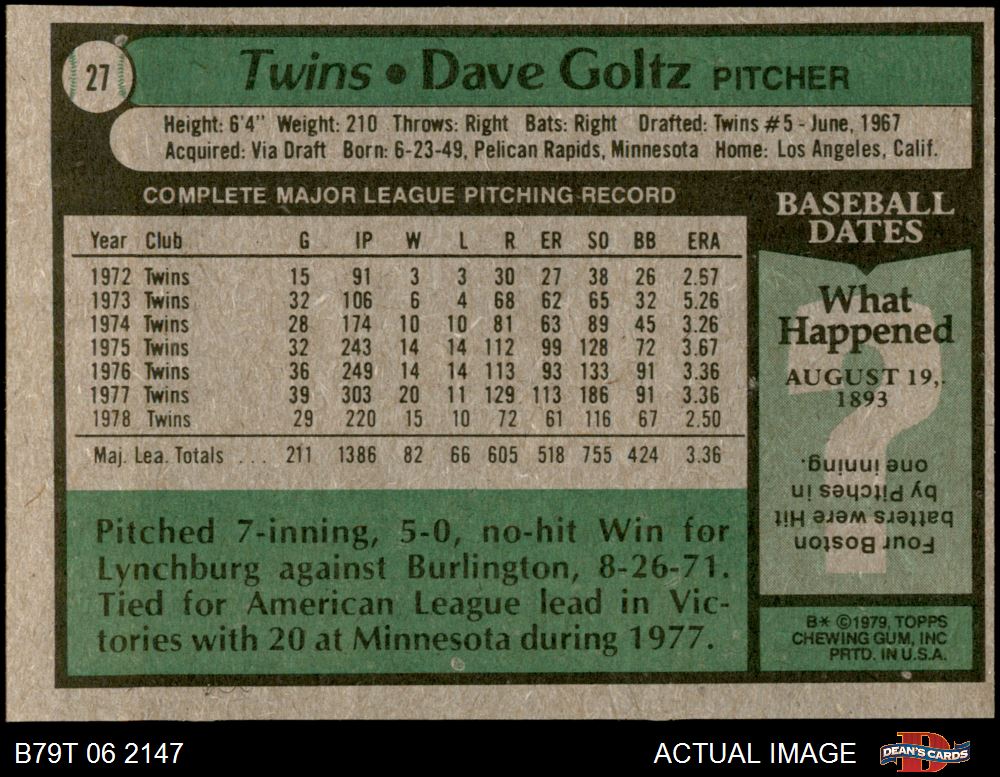 27
Twins • Dave Goltz PITCHER
Height: 6'4" Weight: 210 Throws: Right Bats: Right Drafted: Twins #5 - June, 1967
Acquired: Via Draft Born: 6-23-49, Pelican Rapids, Minnesota Home: Los Angeles, Calif.
COMPLETE MAJOR LEAGUE PITCHING RECORD
Year Club G IP W L R ER SO BB ERA
1972 Twins 15 91 3 3 30 27 38 26 2.67
1973 Twins 32 106 6 4 68 62 65 32 5.26
1974 Twins 28 174 10 10 81 63 89 45 3.26
1975 Twins 32 243 14 14 112 99 128 72 3.67
1976 Twins 36 249 14 14 113 93 133 91 3.36
1977 Twins 39 303 20 11 129 113 186 91 3.36
1978 Twins 29 220 15 10 72 61 116 67 2.50
Maj. Lea. Totals ... 211 1386 82 66 605 518 755 424 3.36
Pitched 7-inning, 5-0, no-hit Win for
Lynchburg against Burlington, 8-26-71.
Tied for American League lead in Vic-
tories with 20 at Minnesota during 1977.
BASEBALL
DATES
What
Happened
AUGUST 19,
1893
Four Boston
batters were Hit
by Pitches in
one inning.
B* ©1979, TOPPS
CHEWING GUM, INC
PRTD. IN U.S.A.
B79T 06 2147
ACTUAL IMAGE
DEAN'S CARDS